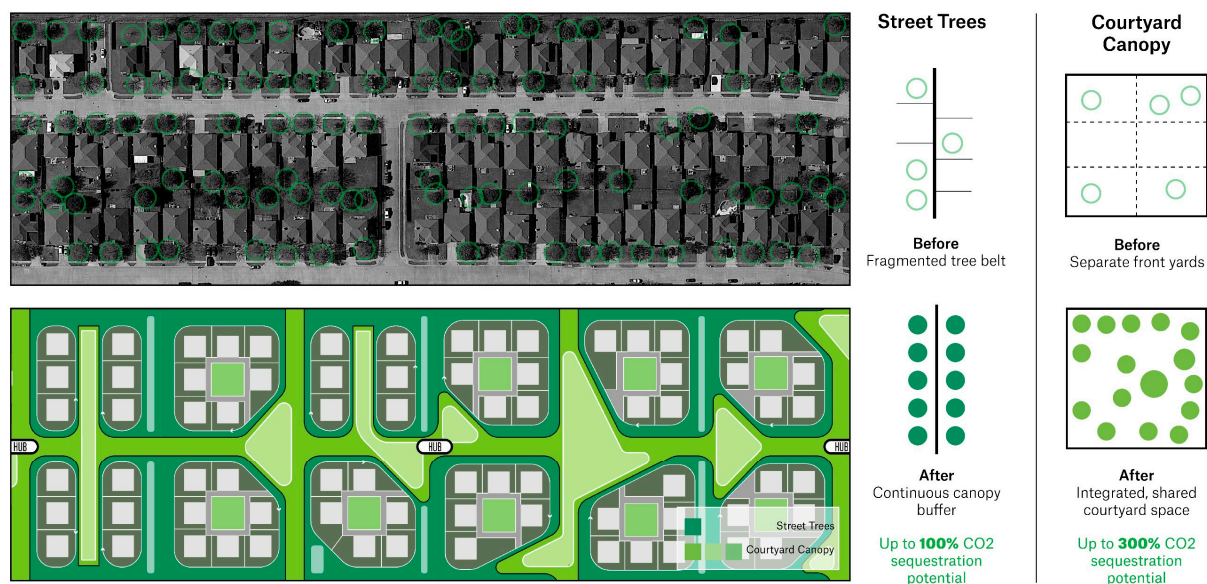 Street Trees
Before
Fragmented tree belt
After
Continuous canopy
buffer
Up to 100% CO2
sequestration
potential
Courtyard
Canopy
Before
Separate front yards
After
Integrated, shared
courtyard space
Up to 300% CO2
sequestration
potential
HUB
HUB
HUB
Street Trees
Courtyard Canopy